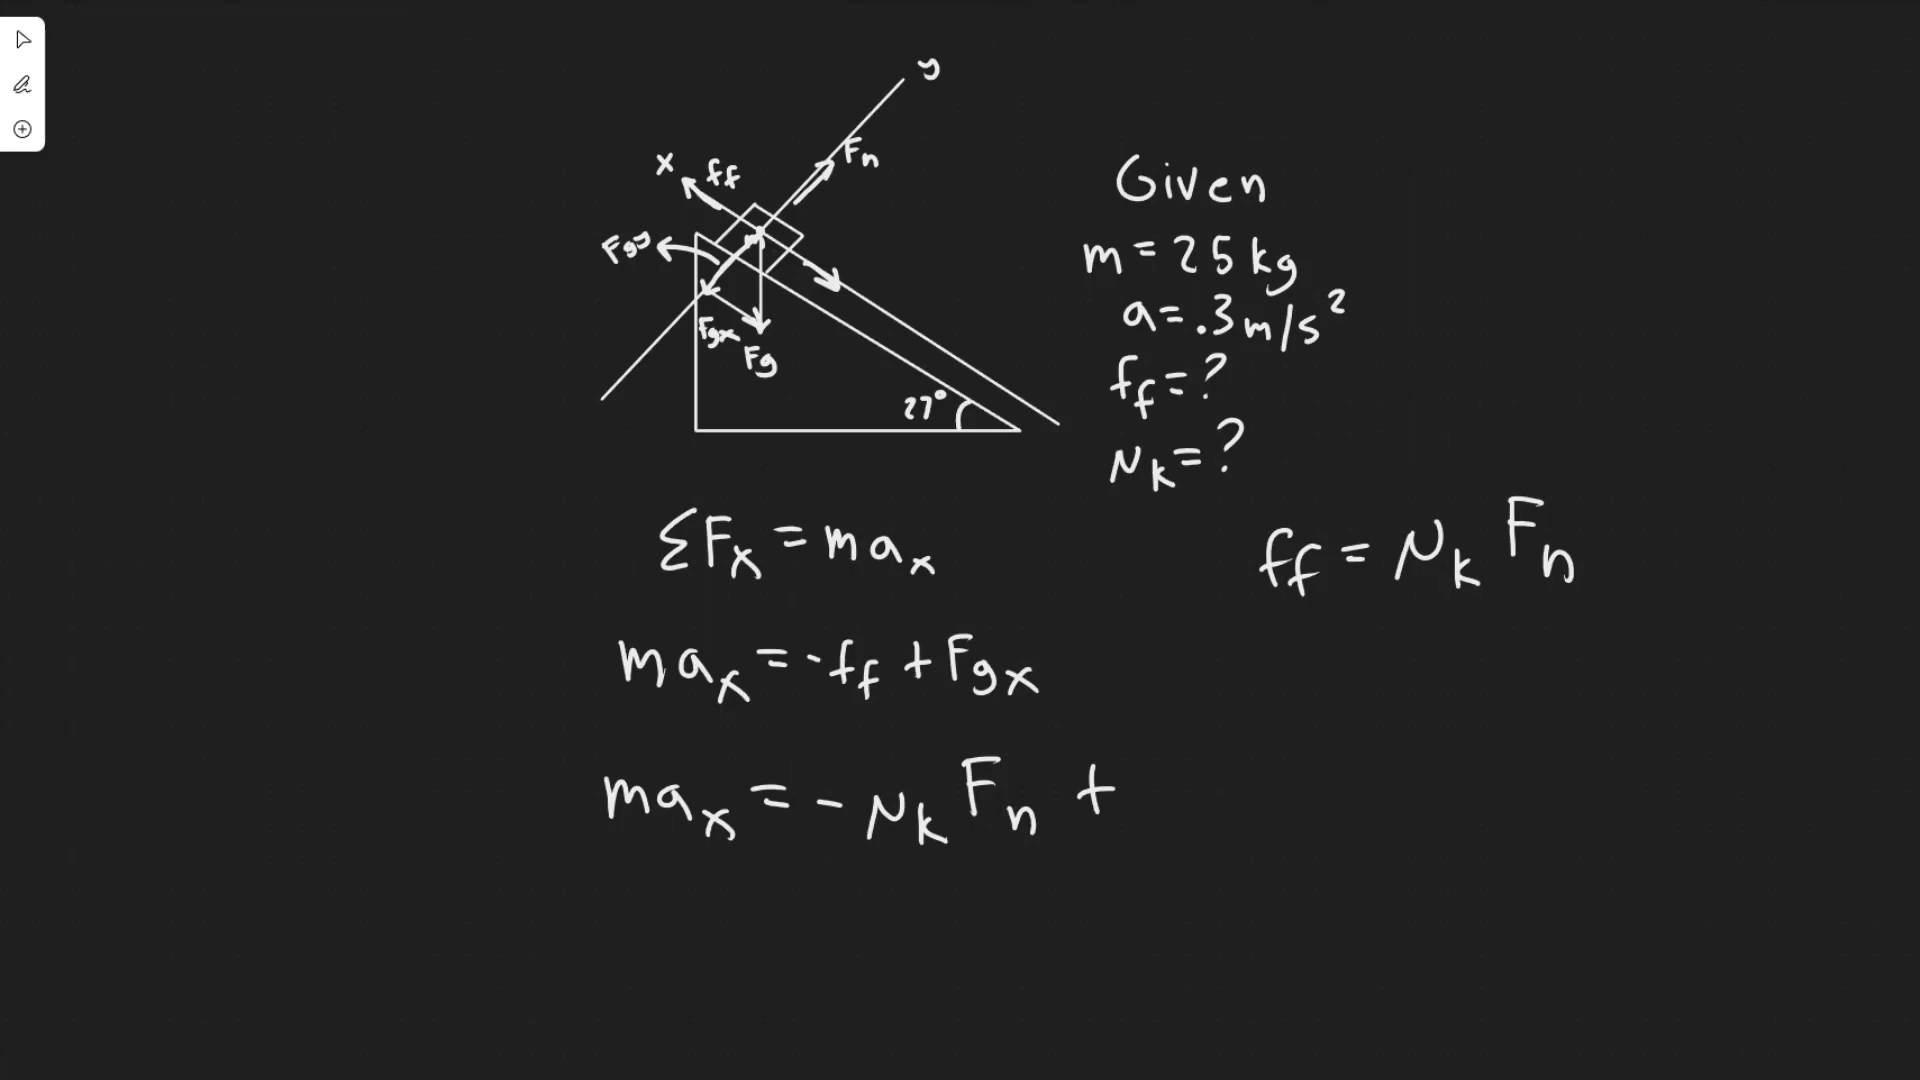 y
Fn
x ff
Fgy
m
Fgx
Fg
27°
Given
m = 25 kg
a = .3 m/s²
ff = ?
μk = ?
ΣFx = max
ff = μk Fn
max = -ff + Fgx
max = - μk Fn +